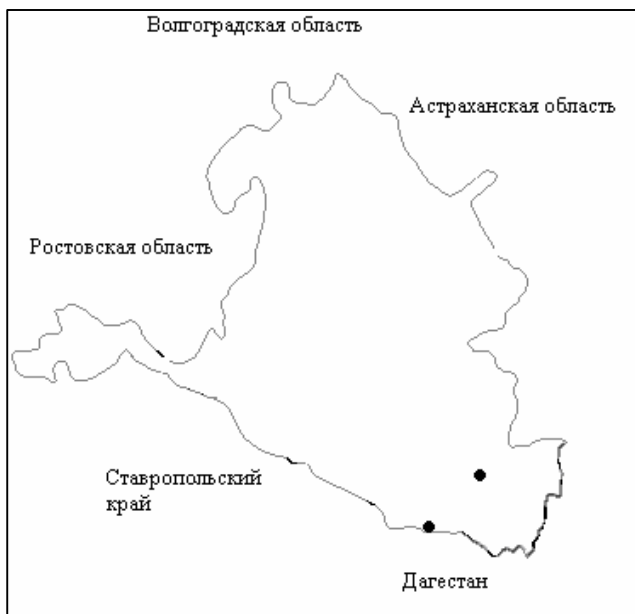 Волгоградская область
Астраханская область
Ростовская область
Ставропольский
край
Дагестан